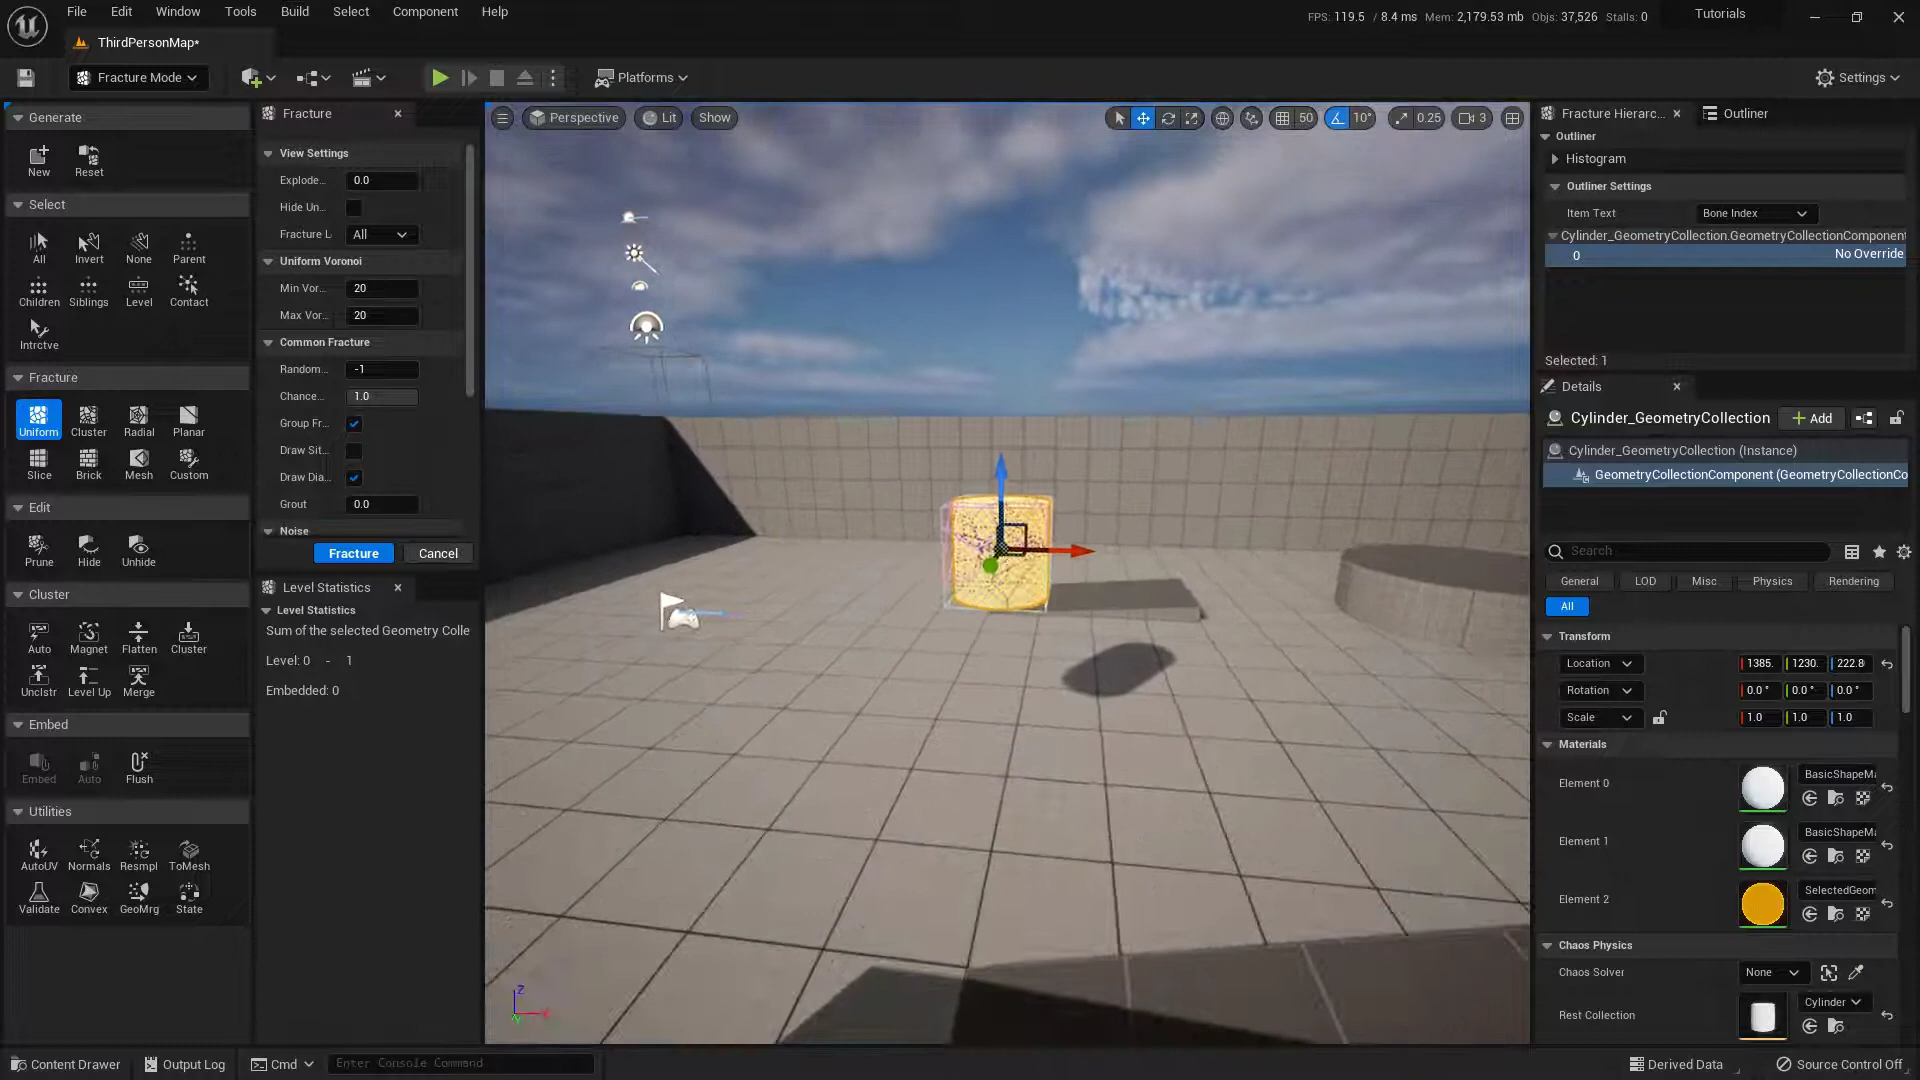 File Edit Window Tools Build Select Component Help
FPS: 119.5 / 8.4 ms Mem: 2,179.53 mb Objs: 37,526 Stalls: 0
Tutorials
ThirdPersonMap*
Fracture Mode
Platforms
Settings
Generate
New Reset
Select
All Invert None Parent
Children Siblings Level Contact
Intrctve
Fracture
Uniform Cluster Radial Planar
Slice Brick Mesh Custom
Edit
Prune Hide Unhide
Cluster
Auto Magnet Flatten Cluster
Unclstr Level Up Merge
Embed
Embed Auto Flush
Utilities
AutoUV Normals Resmpl ToMesh
Validate Convex GeoMrg State
Fracture
View Settings
Explode... 0.0
Hide Un...
Fracture L All
Uniform Voronoi
Min Vor... 20
Max Vor... 20
Common Fracture
Random... -1
Chance... 1.0
Group Fr...
Draw Sit...
Draw Dia...
Grout 0.0
Noise
Fracture Cancel
Level Statistics
Level Statistics
Sum of the selected Geometry Colle
Level: 0 - 1
Embedded: 0
Perspective Lit Show
50 10° 0.25 3
Z
X
Y
Fracture Hierarc... Outliner
Outliner
Histogram
Outliner Settings
Item Text Bone Index
Cylinder_GeometryCollection.GeometryCollectionComponent
0 No Override
Selected: 1
Details
Cylinder_GeometryCollection Add
Cylinder_GeometryCollection (Instance)
GeometryCollectionComponent (GeometryCollectionCo
Search
General LOD Misc Physics Rendering
All
Transform
Location 1385. 1230. 222.8
Rotation 0.0 ° 0.0 ° 0.0 °
Scale 1.0 1.0 1.0
Materials
Element 0 BasicShapeMa
Element 1 BasicShapeMa
Element 2 SelectedGeom
Chaos Physics
Chaos Solver None
Rest Collection Cylinder
Content Drawer Output Log Cmd Enter Console Command
Derived Data Source Control Off